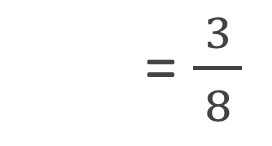 = 3/8